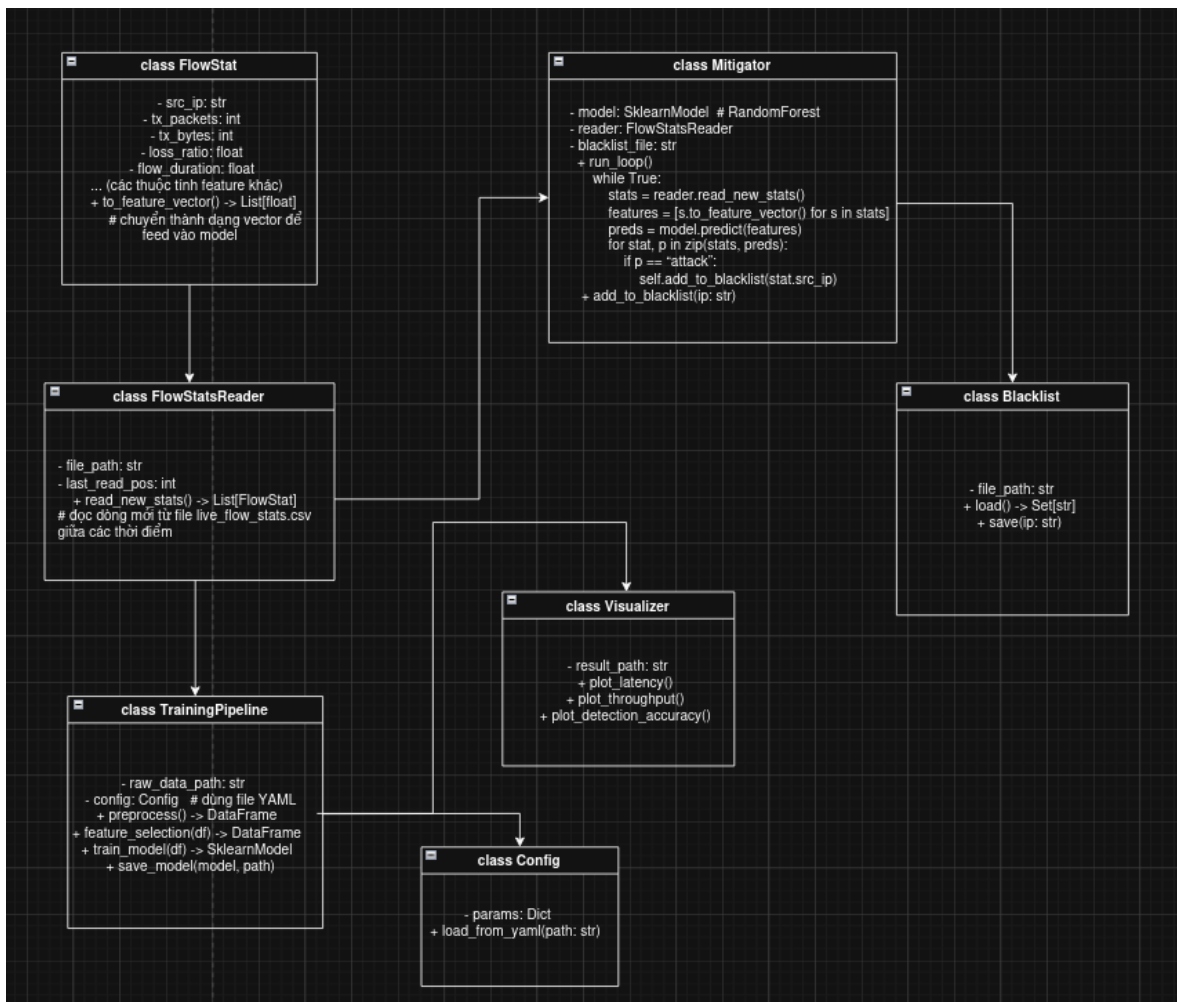 class FlowStat
- src_ip: str
- tx_packets: int
- tx_bytes: int
- loss_ratio: float
- flow_duration: float
... (các thuộc tính feature khác)
+ to_feature_vector() -> List[float]
# chuyển thành dạng vector để
feed vào model
class Mitigator
- model: SklearnModel # RandomForest
- reader: FlowStatsReader
- blacklist_file: str
+ run_loop()
while True:
stats = reader.read_new_stats()
features = [s.to_feature_vector() for s in stats]
preds = model.predict(features)
for stat, p in zip(stats, preds):
if p == “attack”:
self.add_to_blacklist(stat.src_ip)
+ add_to_blacklist(ip: str)
class FlowStatsReader
- file_path: str
- last_read_pos: int
+ read_new_stats() -> List[FlowStat]
# đọc dòng mới từ file live_flow_stats.csv
giữa các thời điểm
class Blacklist
- file_path: str
+ load() -> Set[str]
+ save(ip: str)
class Visualizer
- result_path: str
+ plot_latency()
+ plot_throughput()
+ plot_detection_accuracy()
class TrainingPipeline
- raw_data_path: str
- config: Config # dùng file YAML
+ preprocess() -> DataFrame
+ feature_selection(df) -> DataFrame
+ train_model(df) -> SklearnModel
+ save_model(model, path)
class Config
- params: Dict
+ load_from_yaml(path: str)